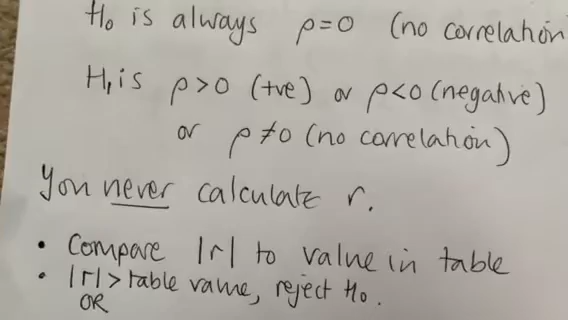 H₀ is always ρ=0 (no correlation
H₁ is ρ>0 (+ve) or ρ<0 (negative)
or ρ≠0 (no correlation)
You never calculate r.
• Compare |r| to value in table
• |r| > table value, reject H₀.
OR